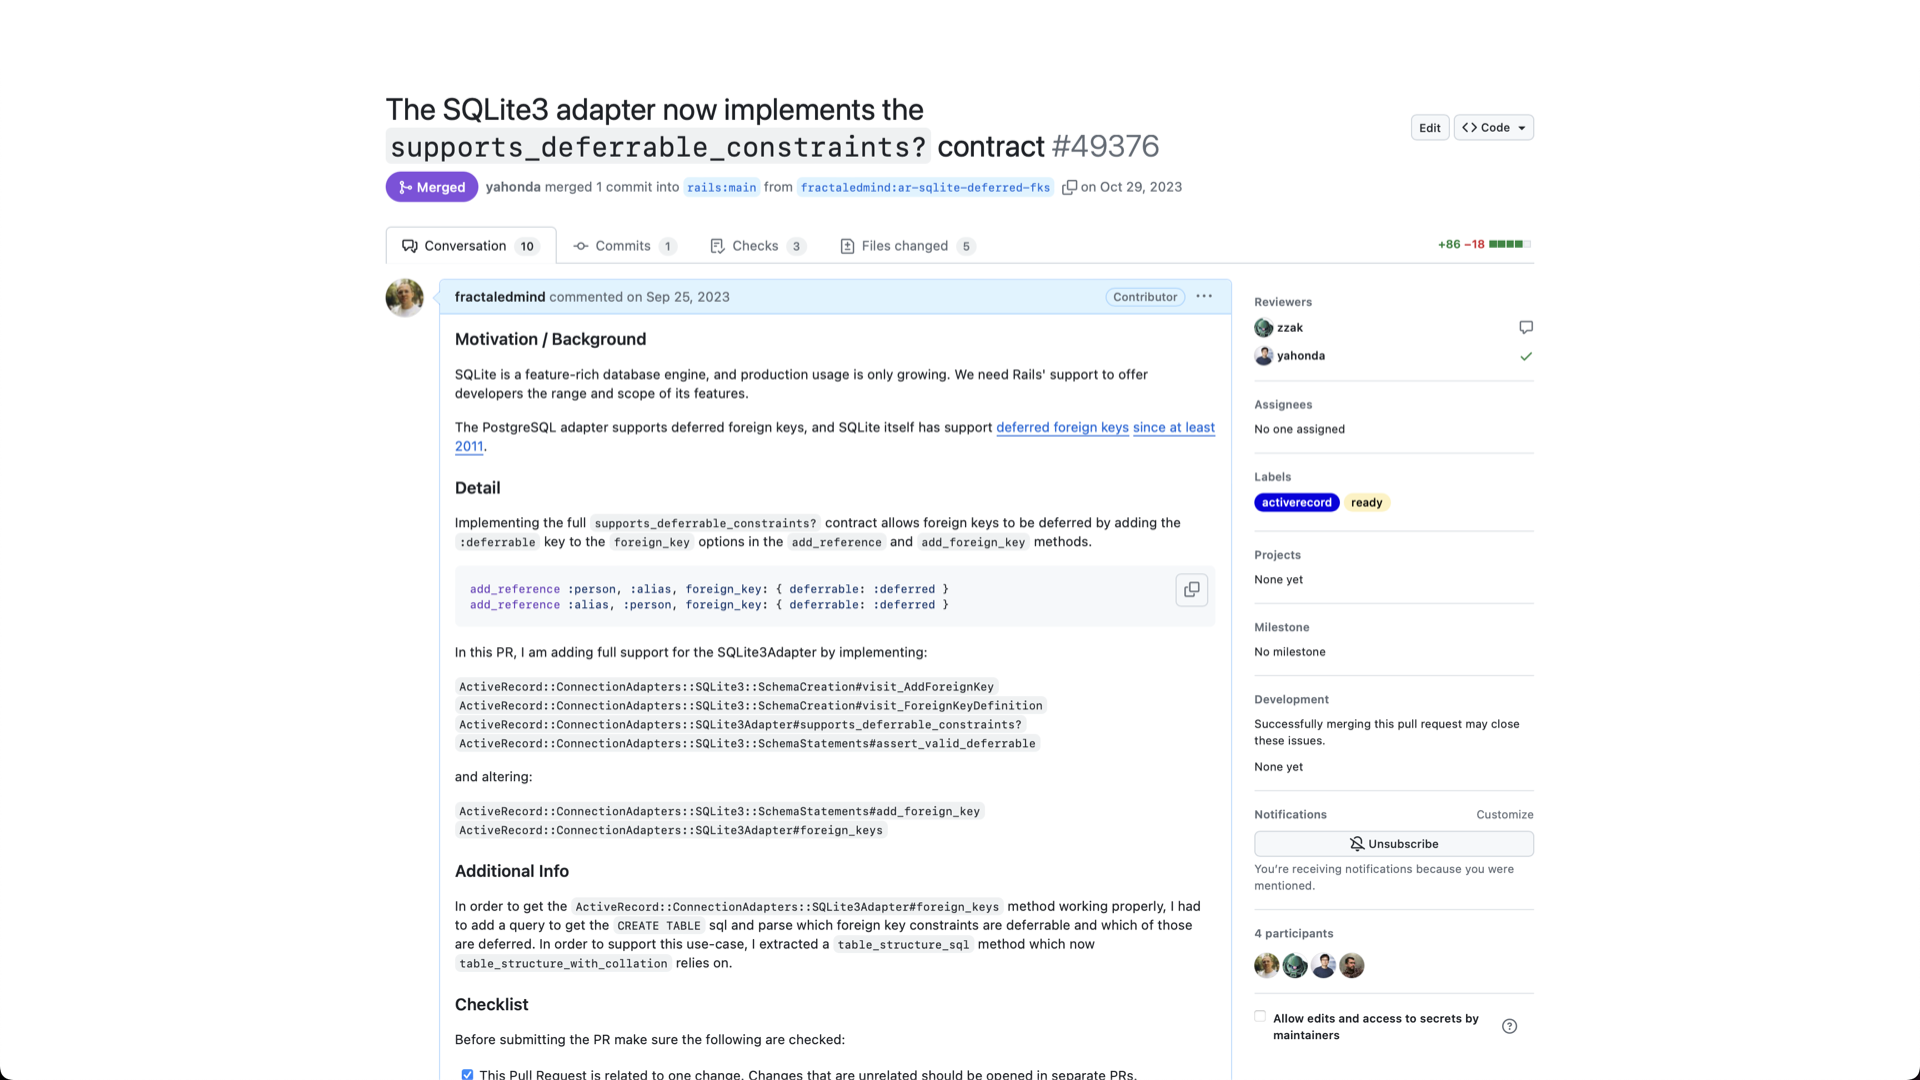 The SQLite3 adapter now implements the
supports_deferrable_constraints? contract #49376
Edit
<> Code
Merged
yahonda merged 1 commit into rails:main from fractaledmind:ar-sqlite-deferred-fks on Oct 29, 2023
Conversation 10
Commits 1
Checks 3
Files changed 5
+86 −18
fractaledmind commented on Sep 25, 2023
Contributor
Motivation / Background
SQLite is a feature-rich database engine, and production usage is only growing. We need Rails' support to offer
developers the range and scope of its features.
The PostgreSQL adapter supports deferred foreign keys, and SQLite itself has support deferred foreign keys since at least
2011.
Detail
Implementing the full supports_deferrable_constraints? contract allows foreign keys to be deferred by adding the
:deferrable key to the foreign_key options in the add_reference and add_foreign_key methods.
add_reference :person, :alias, foreign_key: { deferrable: :deferred }
add_reference :alias, :person, foreign_key: { deferrable: :deferred }
In this PR, I am adding full support for the SQLite3Adapter by implementing:
ActiveRecord::ConnectionAdapters::SQLite3::SchemaCreation#visit_AddForeignKey
ActiveRecord::ConnectionAdapters::SQLite3::SchemaCreation#visit_ForeignKeyDefinition
ActiveRecord::ConnectionAdapters::SQLite3Adapter#supports_deferrable_constraints?
ActiveRecord::ConnectionAdapters::SQLite3::SchemaStatements#assert_valid_deferrable
and altering:
ActiveRecord::ConnectionAdapters::SQLite3::SchemaStatements#add_foreign_key
ActiveRecord::ConnectionAdapters::SQLite3Adapter#foreign_keys
Additional Info
In order to get the ActiveRecord::ConnectionAdapters::SQLite3Adapter#foreign_keys method working properly, I had
to add a query to get the CREATE TABLE sql and parse which foreign key constraints are deferrable and which of those
are deferred. In order to support this use-case, I extracted a table_structure_sql method which now
table_structure_with_collation relies on.
Checklist
Before submitting the PR make sure the following are checked:
This Pull Request is related to one change. Changes that are unrelated should be opened in separate PRs.
Reviewers
zzak
yahonda
Assignees
No one assigned
Labels
activerecord ready
Projects
None yet
Milestone
No milestone
Development
Successfully merging this pull request may close
these issues.
None yet
Notifications
Customize
Unsubscribe
You're receiving notifications because you were
mentioned.
4 participants
Allow edits and access to secrets by
maintainers